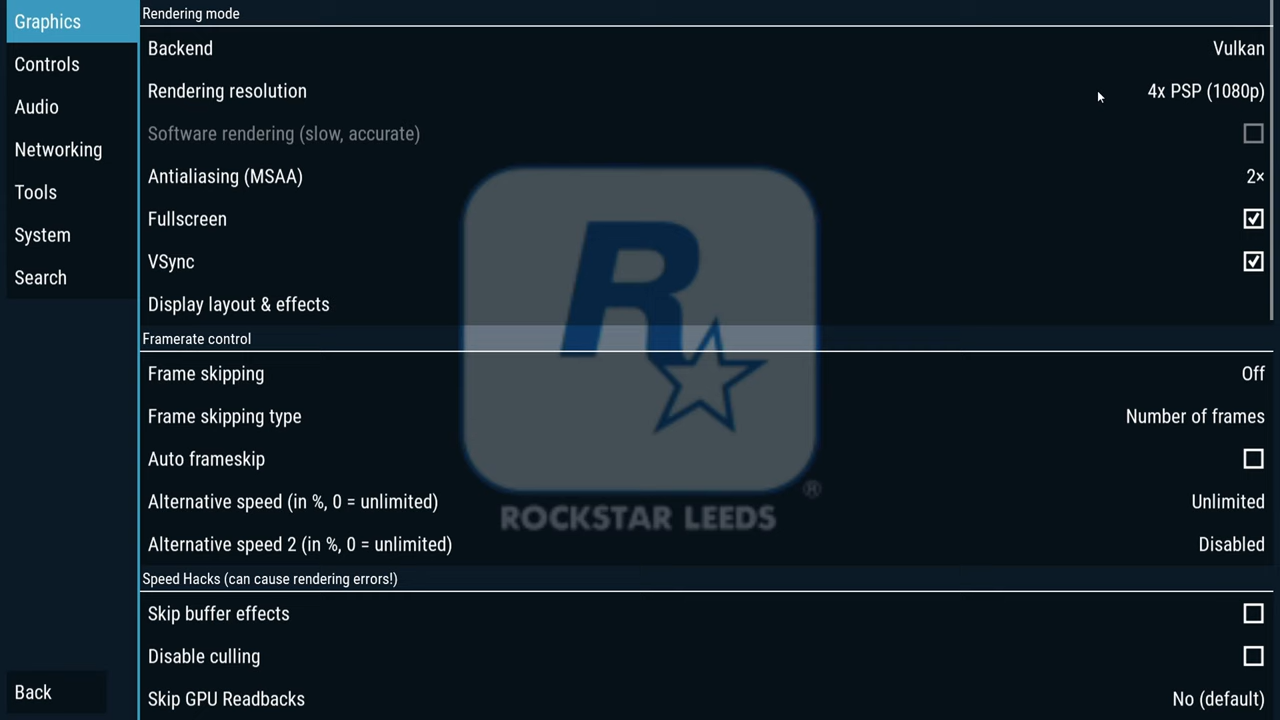 Graphics
Controls
Audio
Networking
Tools
System
Search
Back
Rendering mode
Backend Vulkan
Rendering resolution 4x PSP (1080p)
Software rendering (slow, accurate)
Antialiasing (MSAA) 2×
Fullscreen
VSync
Display layout & effects
Framerate control
Frame skipping Off
Frame skipping type Number of frames
Auto frameskip
Alternative speed (in %, 0 = unlimited) Unlimited
Alternative speed 2 (in %, 0 = unlimited) Disabled
Speed Hacks (can cause rendering errors!)
Skip buffer effects
Disable culling
Skip GPU Readbacks No (default)
R
®
ROCKSTAR LEEDS